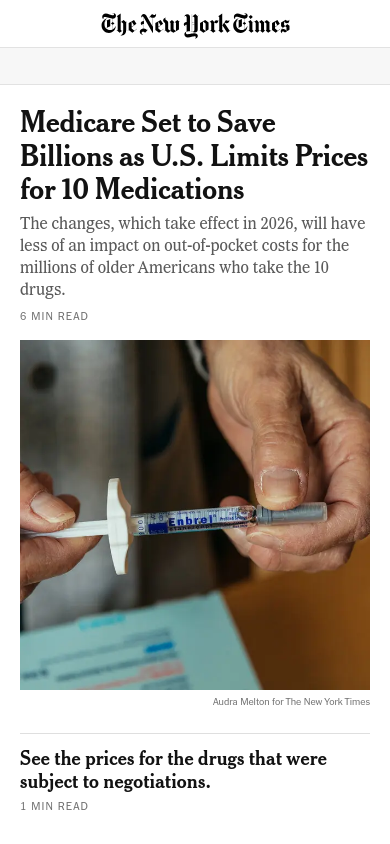 The New York Times
Medicare Set to Save
Billions as U.S. Limits Prices
for 10 Medications
The changes, which take effect in 2026, will have
less of an impact on out-of-pocket costs for the
millions of older Americans who take the 10
drugs.
6 MIN READ
Enbrel
Audra Melton for The New York Times
See the prices for the drugs that were
subject to negotiations.
1 MIN READ